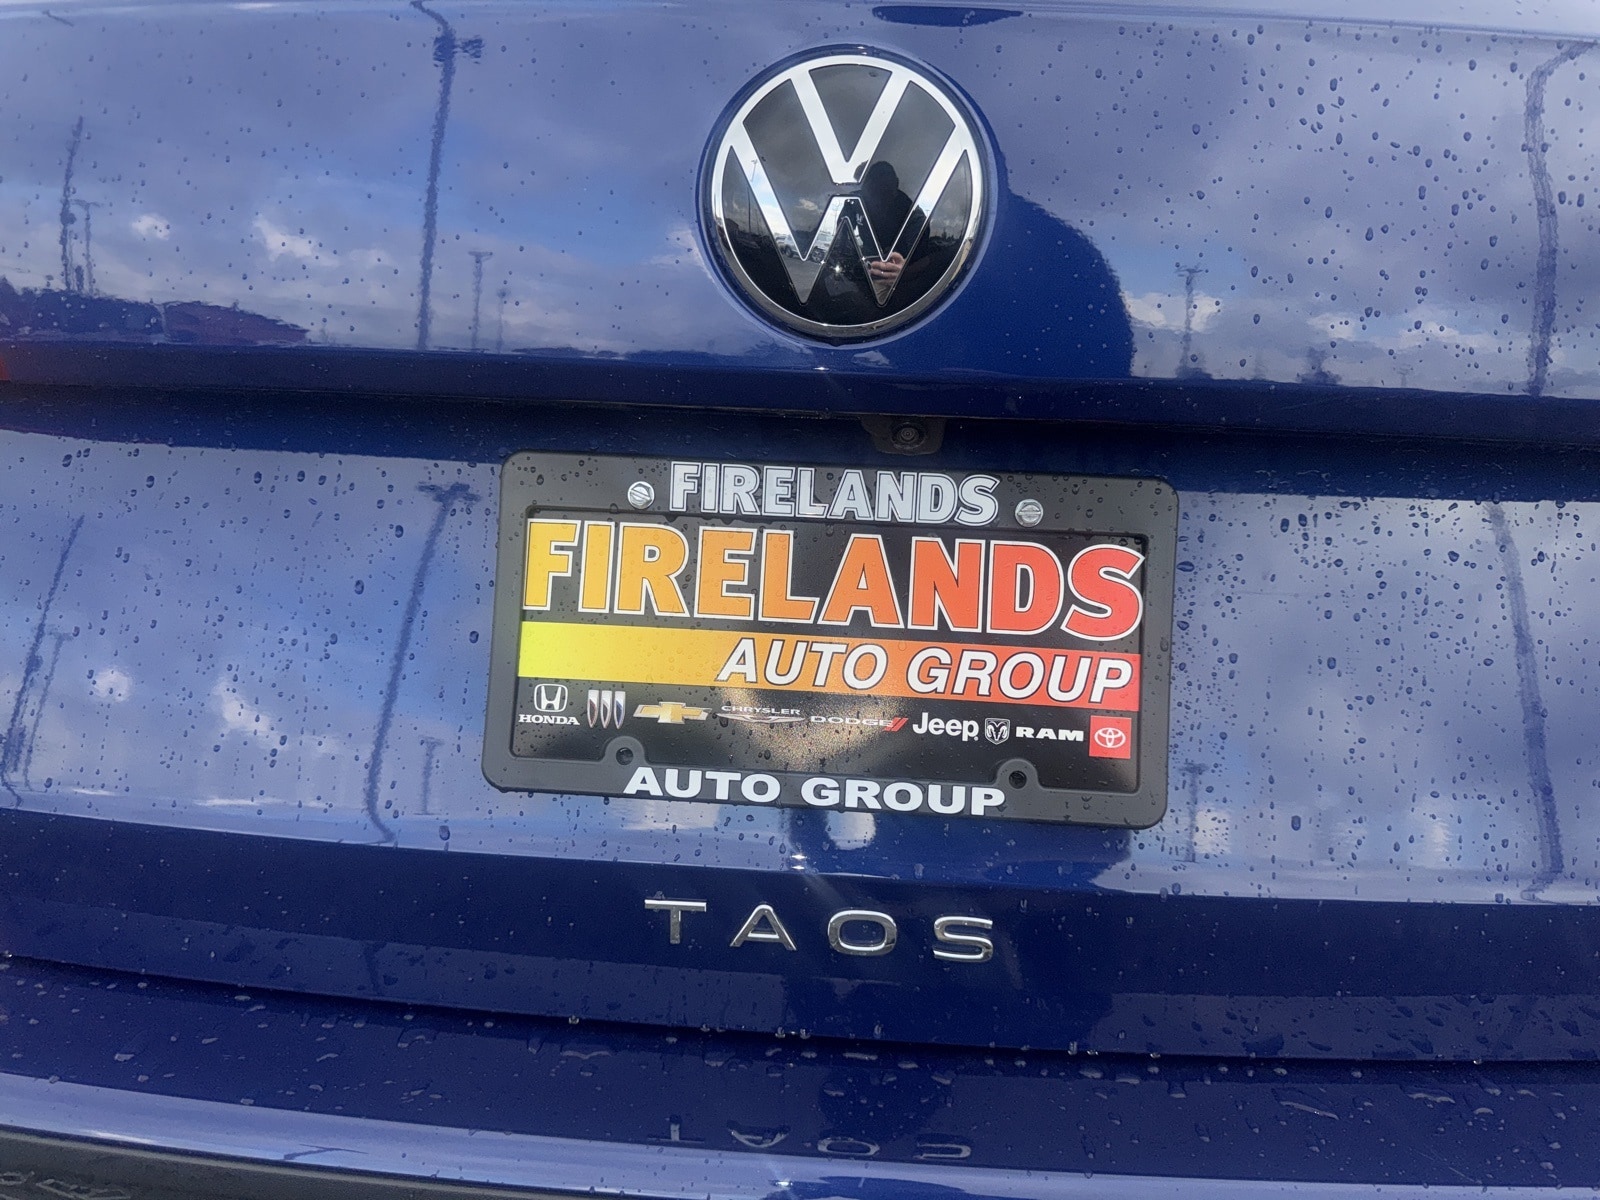 FIRELANDS
FIRELANDS
AUTO GROUP
HONDA CHRYSLER DODGE Jeep RAM
AUTO GROUP
TAOS